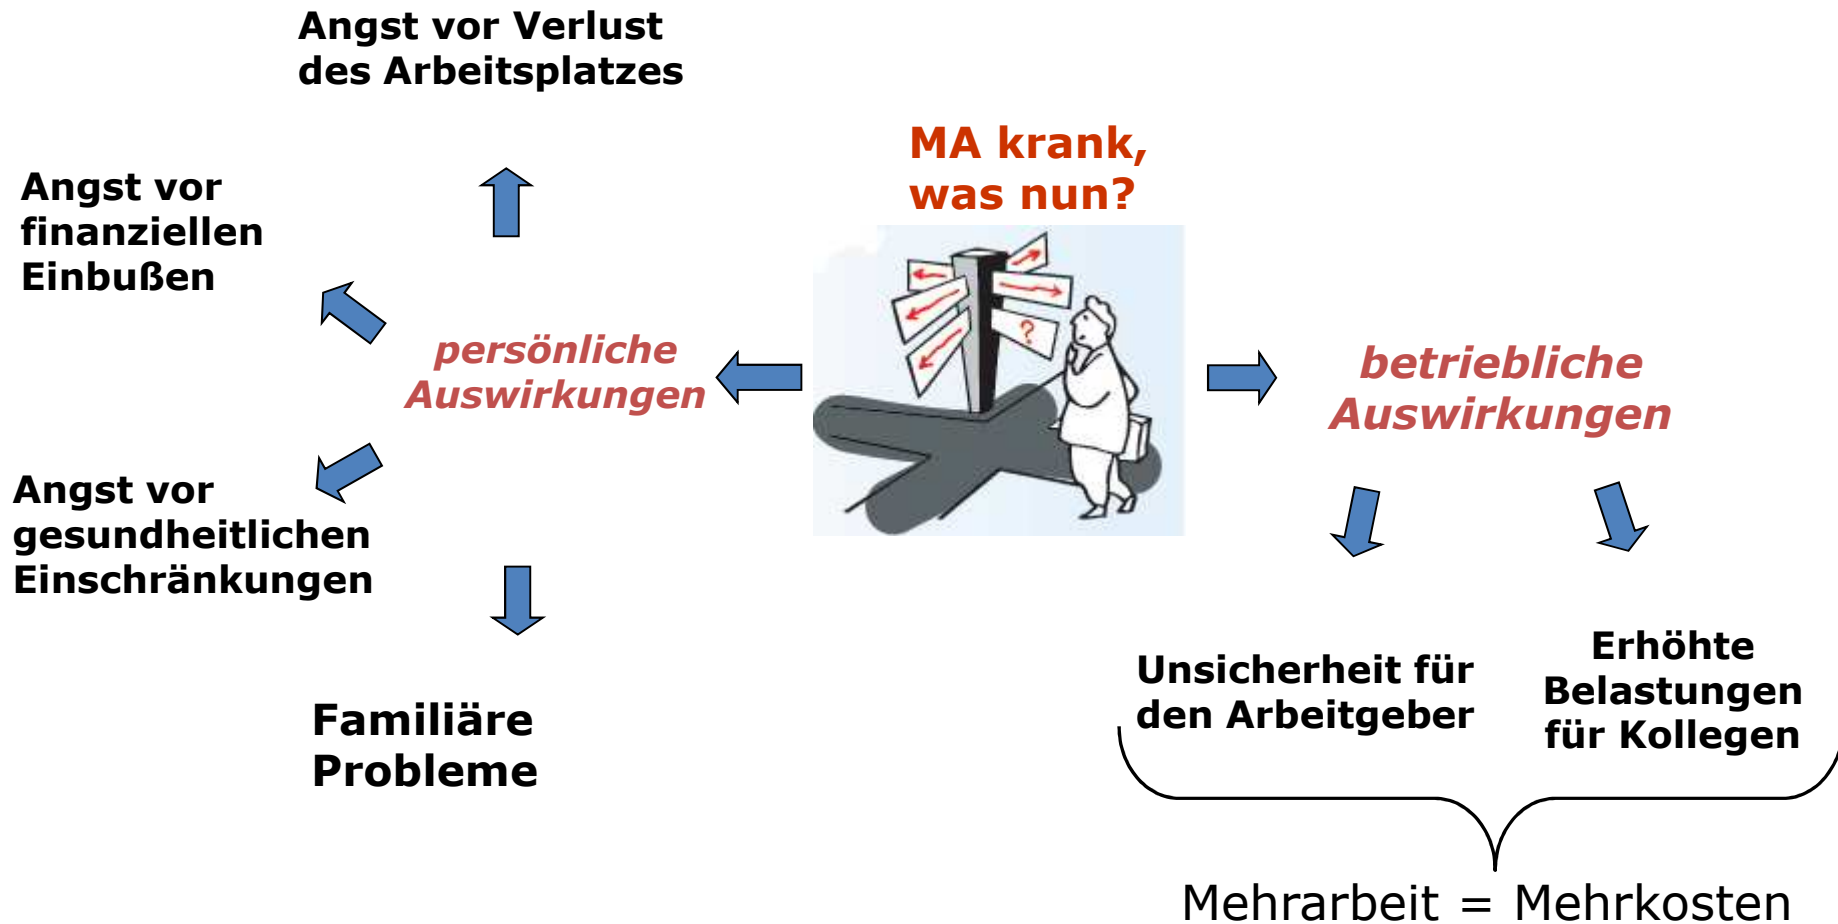 Angst vor Verlust
des Arbeitsplatzes
MA krank,
was nun?
Angst vor
finanziellen
Einbußen
?
persönliche
Auswirkungen
betriebliche
Auswirkungen
Angst vor
gesundheitlichen
Einschränkungen
Familiäre
Probleme
Unsicherheit für
den Arbeitgeber
Erhöhte
Belastungen
für Kollegen
Mehrarbeit = Mehrkosten